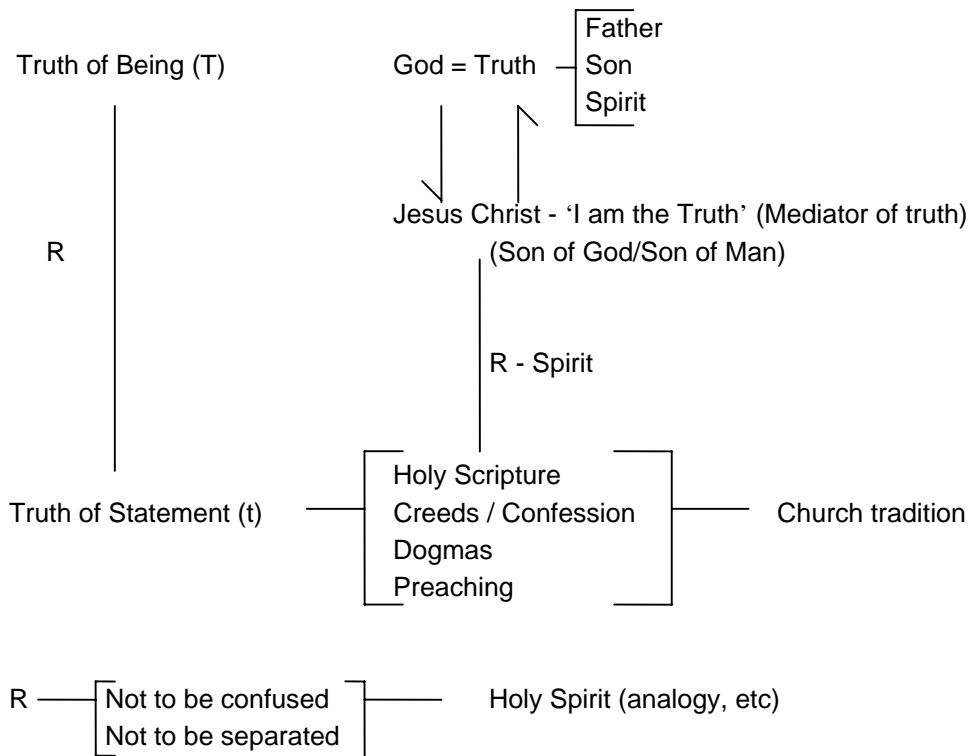 Father
Truth of Being (T) God = Truth Son
Spirit
Jesus Christ - ‘I am the Truth’ (Mediator of truth)
R (Son of God/Son of Man)
R - Spirit
Holy Scripture
Truth of Statement (t) Creeds / Confession Church tradition
Dogmas
Preaching
R Not to be confused Holy Spirit (analogy, etc)
Not to be separated